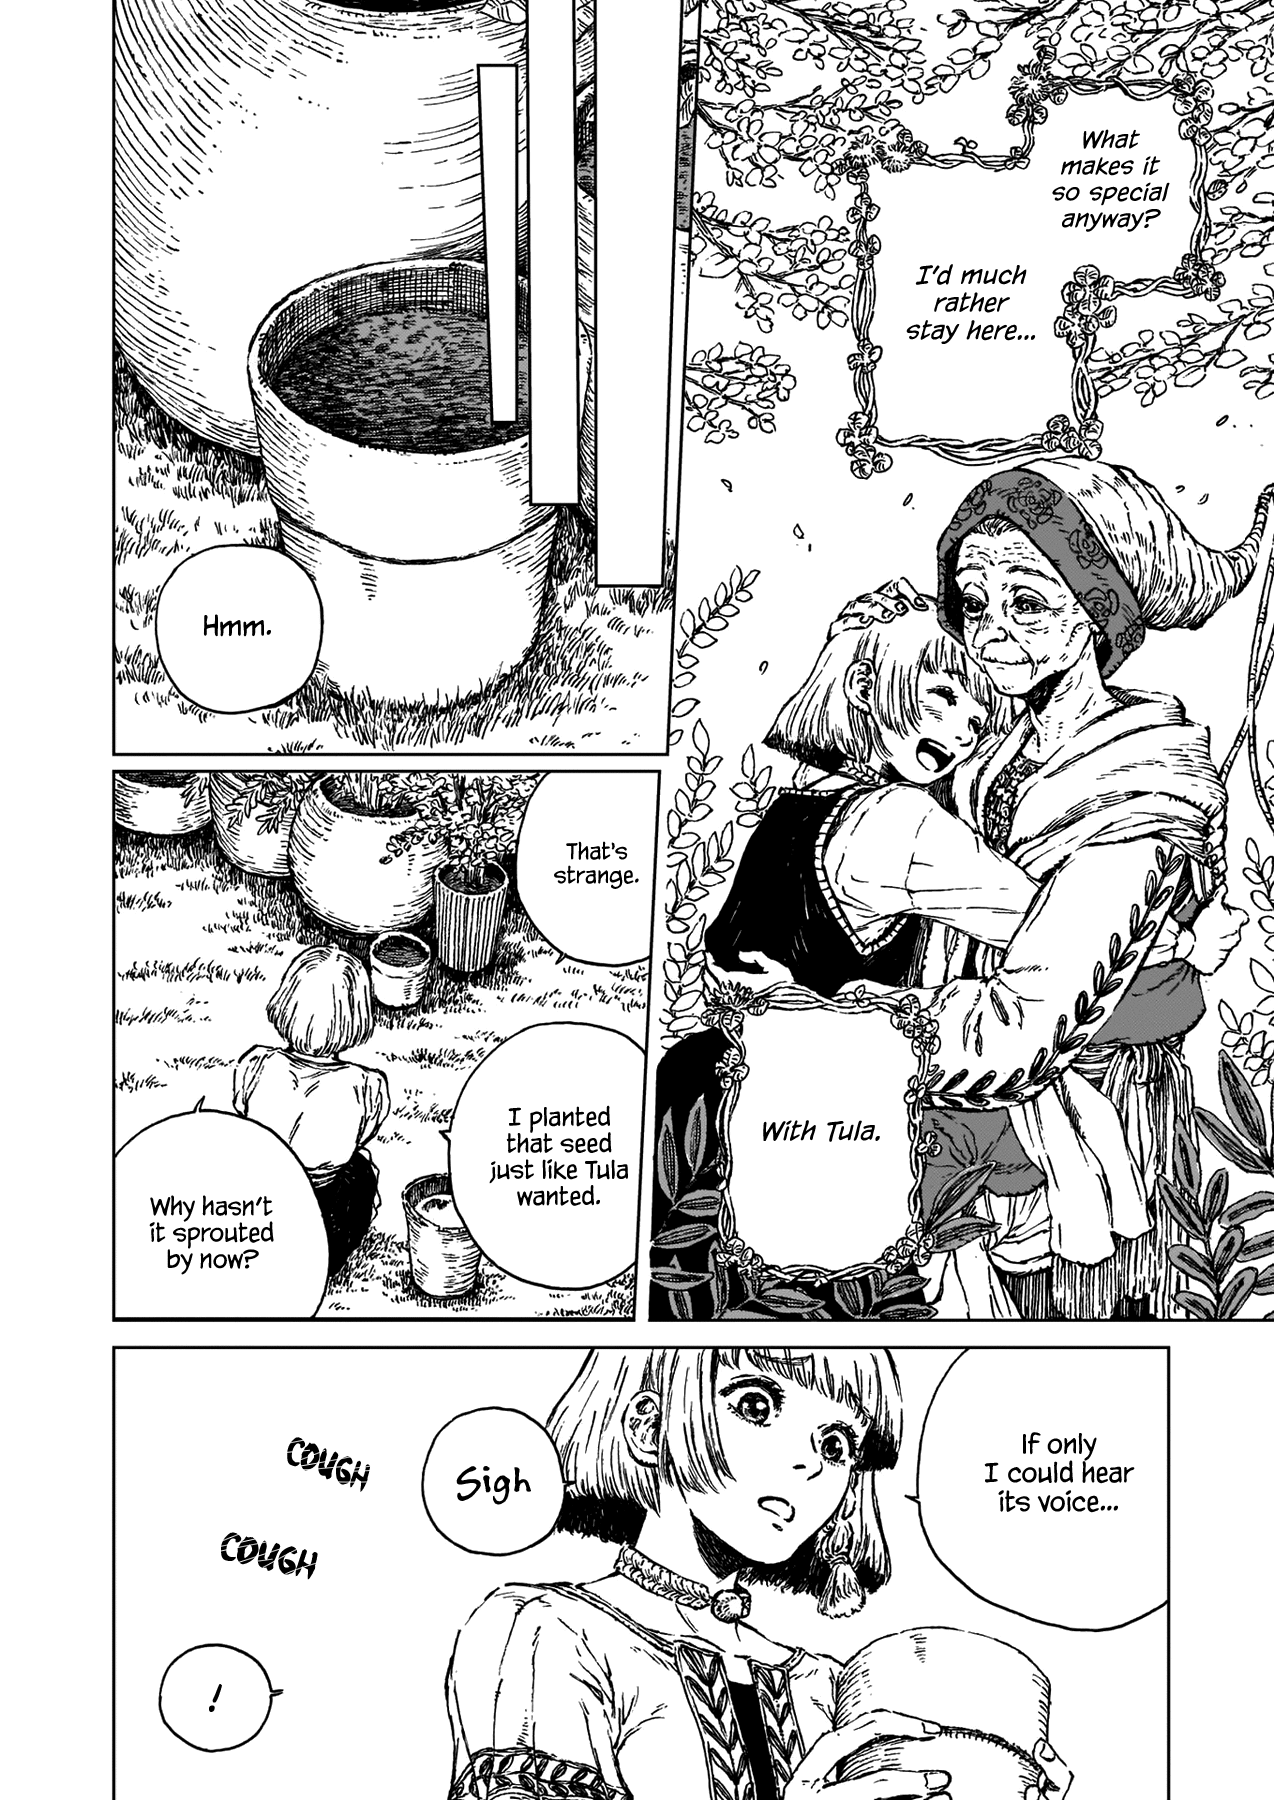 What
makes it
so special
anyway?
I'd much
rather
stay here...
With Tula.
Hmm.
That's
strange.
I planted
that seed
just like Tula
wanted.
Why hasn't
it sprouted
by now?
If only
I could hear
its voice...
Sigh
COUGH
COUGH
!